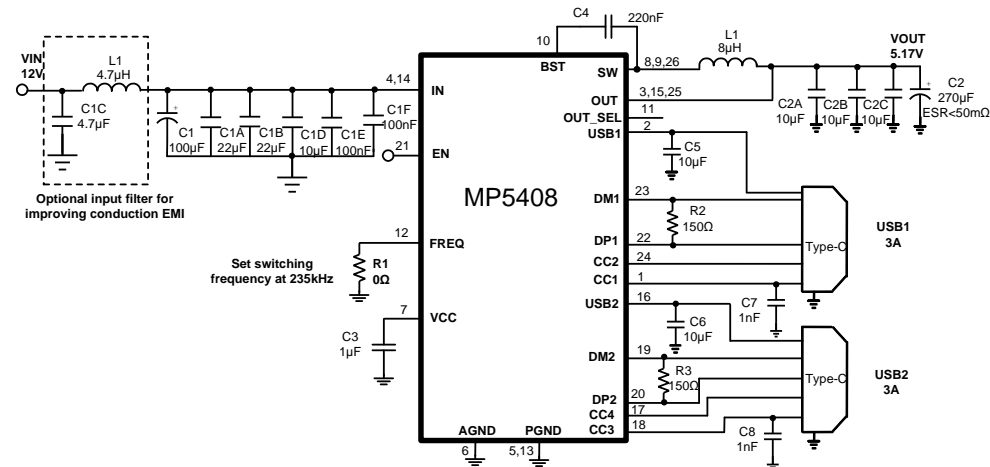 C4
220nF
10
BST
L1
8µH
VOUT
5.17V
VIN
12V
L1
4.7µH
4,14
IN
SW
8,9,26
C1C
4.7µF
C1
100µF
C1A
22µF
C1B
22µF
C1D
10µF
C1E
100nF
C1F
100nF
OUT
3,15,25
OUT_SEL
11
USB1
2
C2A
10µF
C2B
10µF
C2C
10µF
C2
270µF
ESR<50mΩ
21
EN
C5
10µF
Optional input filter for
improving conduction EMI
MP5408
DM1
23
R2
150Ω
DP1
22
Type-C
USB1
3A
12
FREQ
R1
0Ω
Set switching
frequency at 235kHz
CC2
24
CC1
1
C7
1nF
USB2
16
7
VCC
C3
1µF
C6
10µF
DM2
19
R3
150Ω
Type-C
USB2
3A
DP2
20
CC4
17
CC3
18
C8
1nF
AGND
6
PGND
5,13